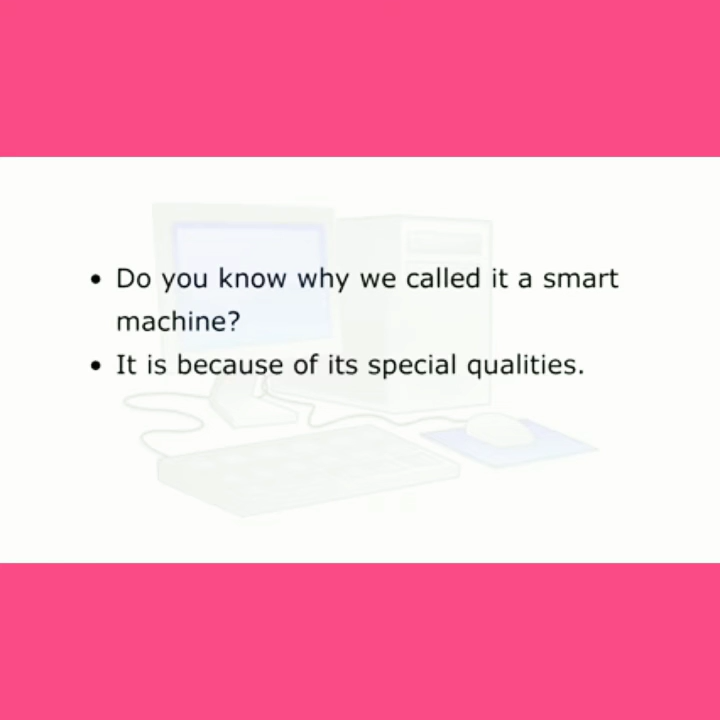 • Do you know why we called it a smart
machine?
• It is because of its special qualities.